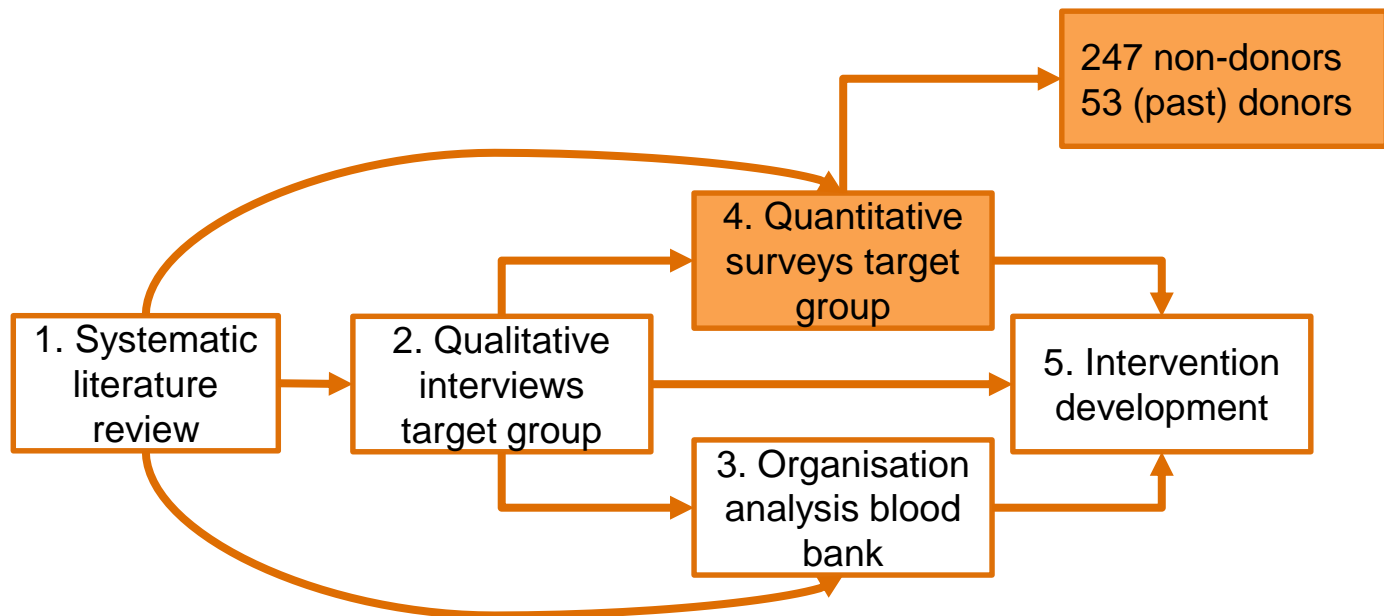 247 non-donors
53 (past) donors
4. Quantitative
surveys target
group
1. Systematic
literature
review
2. Qualitative
interviews
target group
5. Intervention
development
3. Organisation
analysis blood
bank